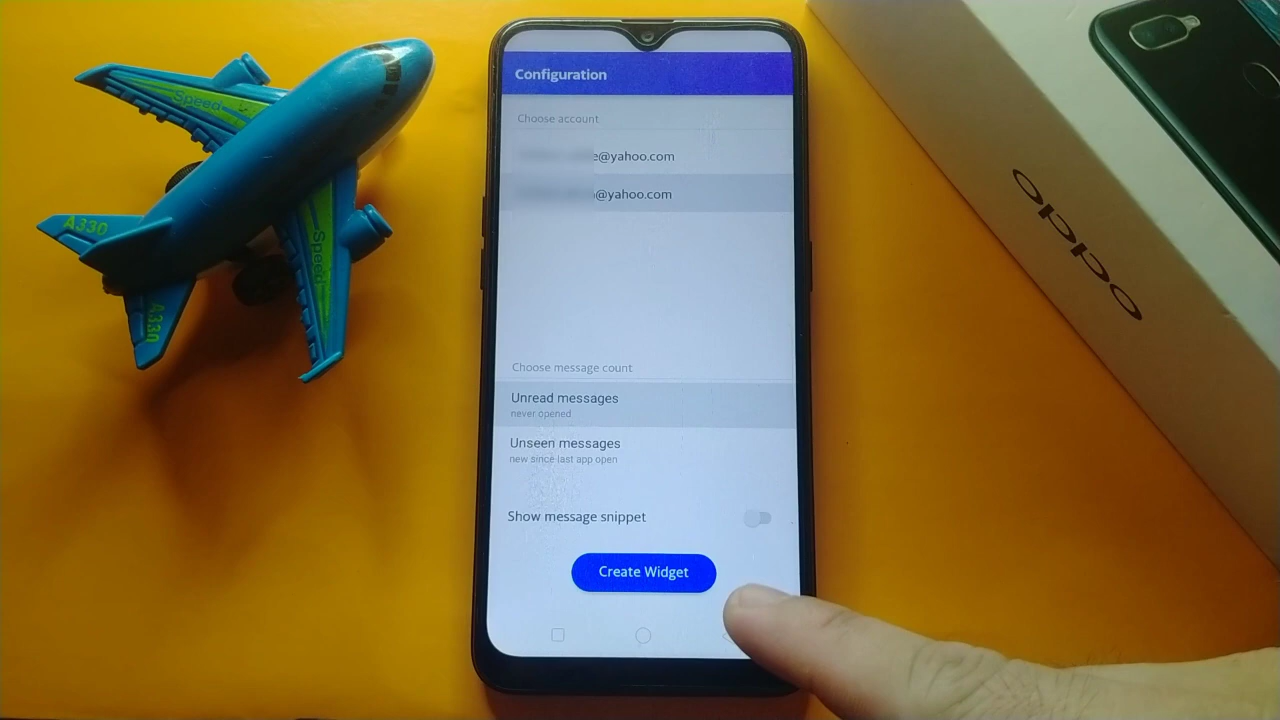 Speed
A330
Speed
A330
Configuration
Choose account
e@yahoo.com
@yahoo.com
Choose message count
Unread messages
never opened
Unseen messages
new since last app open
Show message snippet
Create Widget
oppo